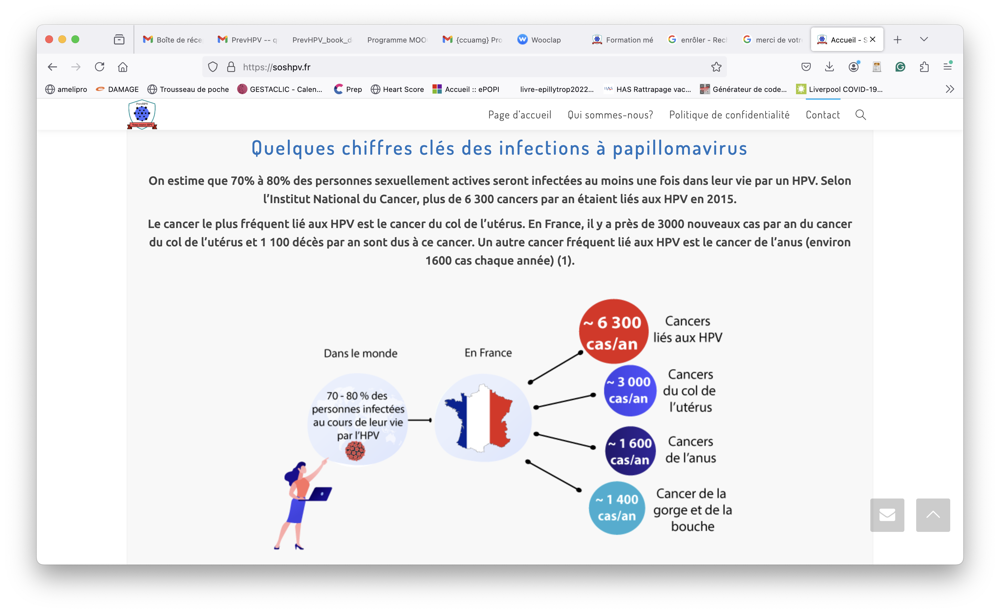 Boîte de réce
PrevHPV -- q
PrevHPV_book_d
Programme MOO
{ccuamg} Pro
Wooclap
Formation mé
enrôler - Rec
merci de votr
Accueil - S
https://soshpv.fr
amelipro
DAMAGE
Trousseau de poche
GESTACLIC - Calen...
Prep
Heart Score
Accueil :: ePOPI
livre-epillytrop2022...
HAS
HAS Rattrapage vac...
Générateur de code...
Liverpool COVID-19...
PrevHPV
Tous contre HPV
Page d'accueil
Qui sommes-nous?
Politique de confidentialité
Contact
Quelques chiffres clés des infections à papillomavirus
On estime que 70% à 80% des personnes sexuellement actives seront infectées au moins une fois dans leur vie par un HPV. Selon
l'Institut National du Cancer, plus de 6 300 cancers par an étaient liés aux HPV en 2015.
Le cancer le plus fréquent lié aux HPV est le cancer du col de l'utérus. En France, il y a près de 3000 nouveaux cas par an du cancer
du col de l'utérus et 1 100 décès par an sont dus à ce cancer. Un autre cancer fréquent lié aux HPV est le cancer de l'anus (environ
1600 cas chaque année) (1).
Dans le monde
70 - 80 % des
personnes infectées
au cours de leur vie
par l'HPV
En France
~ 6 300
cas/an
Cancers
liés aux HPV
~ 3 000
cas/an
Cancers
du col de
l'utérus
~ 1 600
cas/an
Cancers
de l'anus
~ 1 400
cas/an
Cancer de la
gorge et de la
bouche